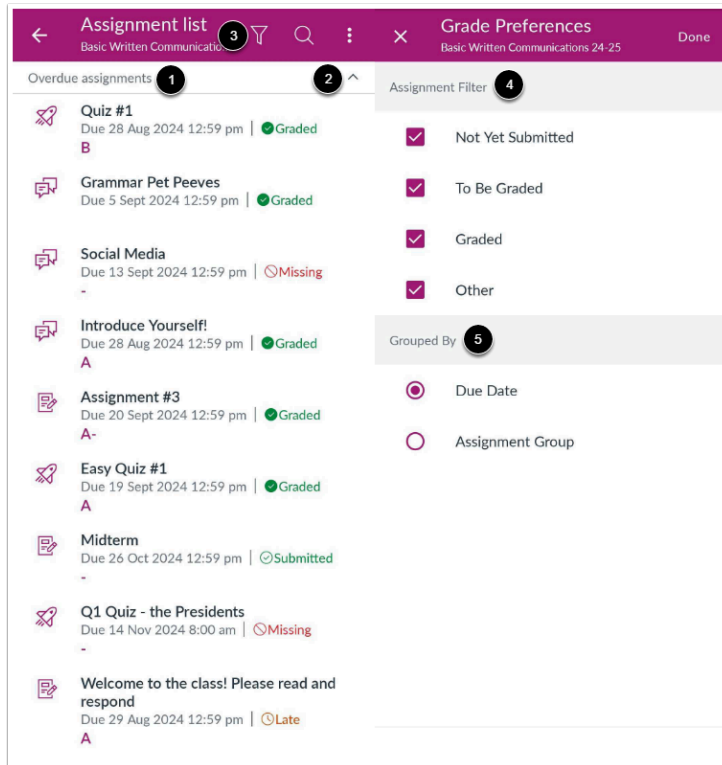 Assignment list
Basic Written Communicatio
3
Overdue assignments 1
2
Quiz #1
Due 28 Aug 2024 12:59 pm | Graded
B
Grammar Pet Peeves
Due 5 Sept 2024 12:59 pm | Graded
Social Media
Due 13 Sept 2024 12:59 pm | Missing
-
Introduce Yourself!
Due 28 Aug 2024 12:59 pm | Graded
A
Assignment #3
Due 20 Sept 2024 12:59 pm | Graded
A-
Easy Quiz #1
Due 19 Sept 2024 12:59 pm | Graded
A
Midterm
Due 26 Oct 2024 12:59 pm | Submitted
-
Q1 Quiz - the Presidents
Due 14 Nov 2024 8:00 am | Missing
-
Welcome to the class! Please read and
respond
Due 29 Aug 2024 12:59 pm | Late
A
Grade Preferences
Basic Written Communications 24-25
Done
Assignment Filter 4
Not Yet Submitted
To Be Graded
Graded
Other
Grouped By 5
Due Date
Assignment Group